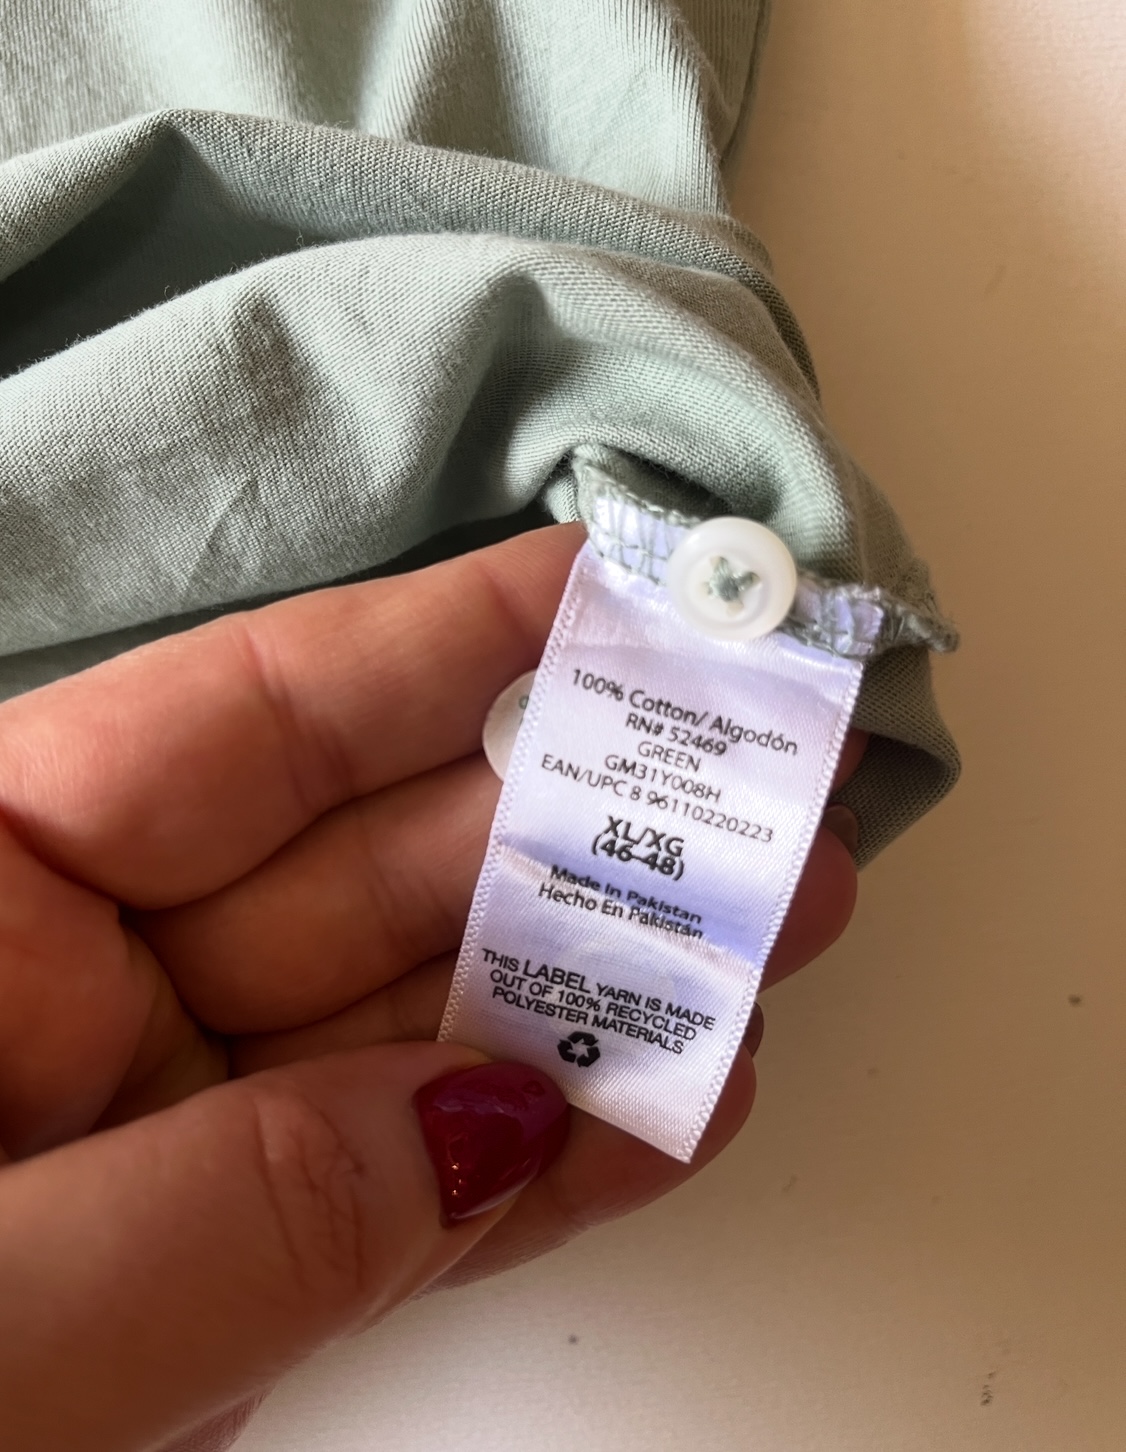 100% Cotton/ Algodón
RN# 52469
GREEN
GM31Y008H
EAN/UPC 8 96110220223
XL/XG
(46-48)
Made In Pakistan
Hecho En Pakistán
THIS LABEL YARN IS MADE
OUT OF 100% RECYCLED
POLYESTER MATERIALS